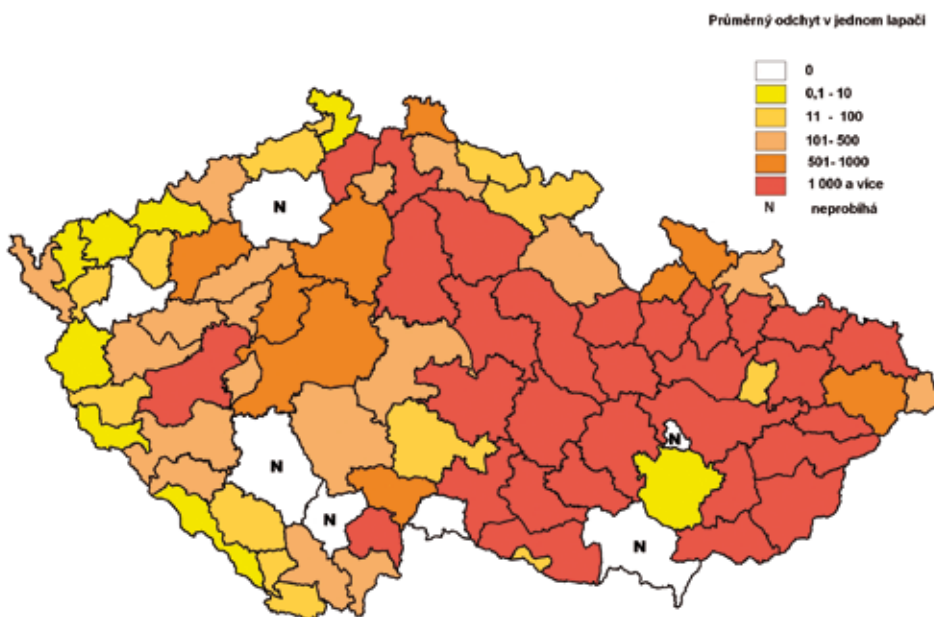 Průměrný odchyt v jednom lapači
0
0,1 - 10
11 - 100
101- 500
501- 1000
1 000 a více
N neprobíhá
N
N
N
N
N